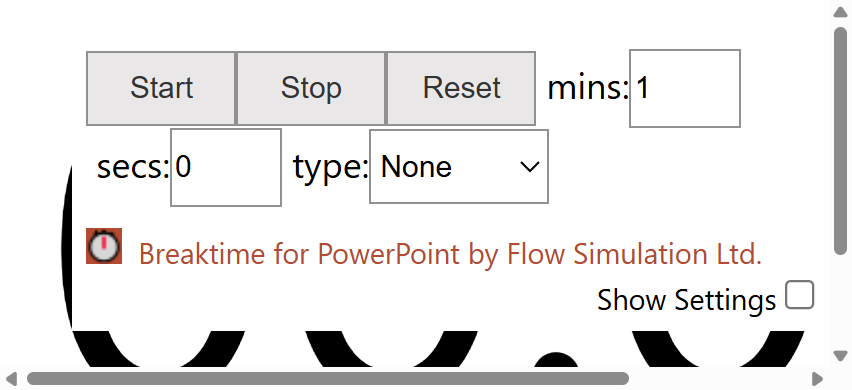 Start Stop Reset mins: 1
secs: 0 type: None
Breaktime for PowerPoint by Flow Simulation Ltd.
Show Settings